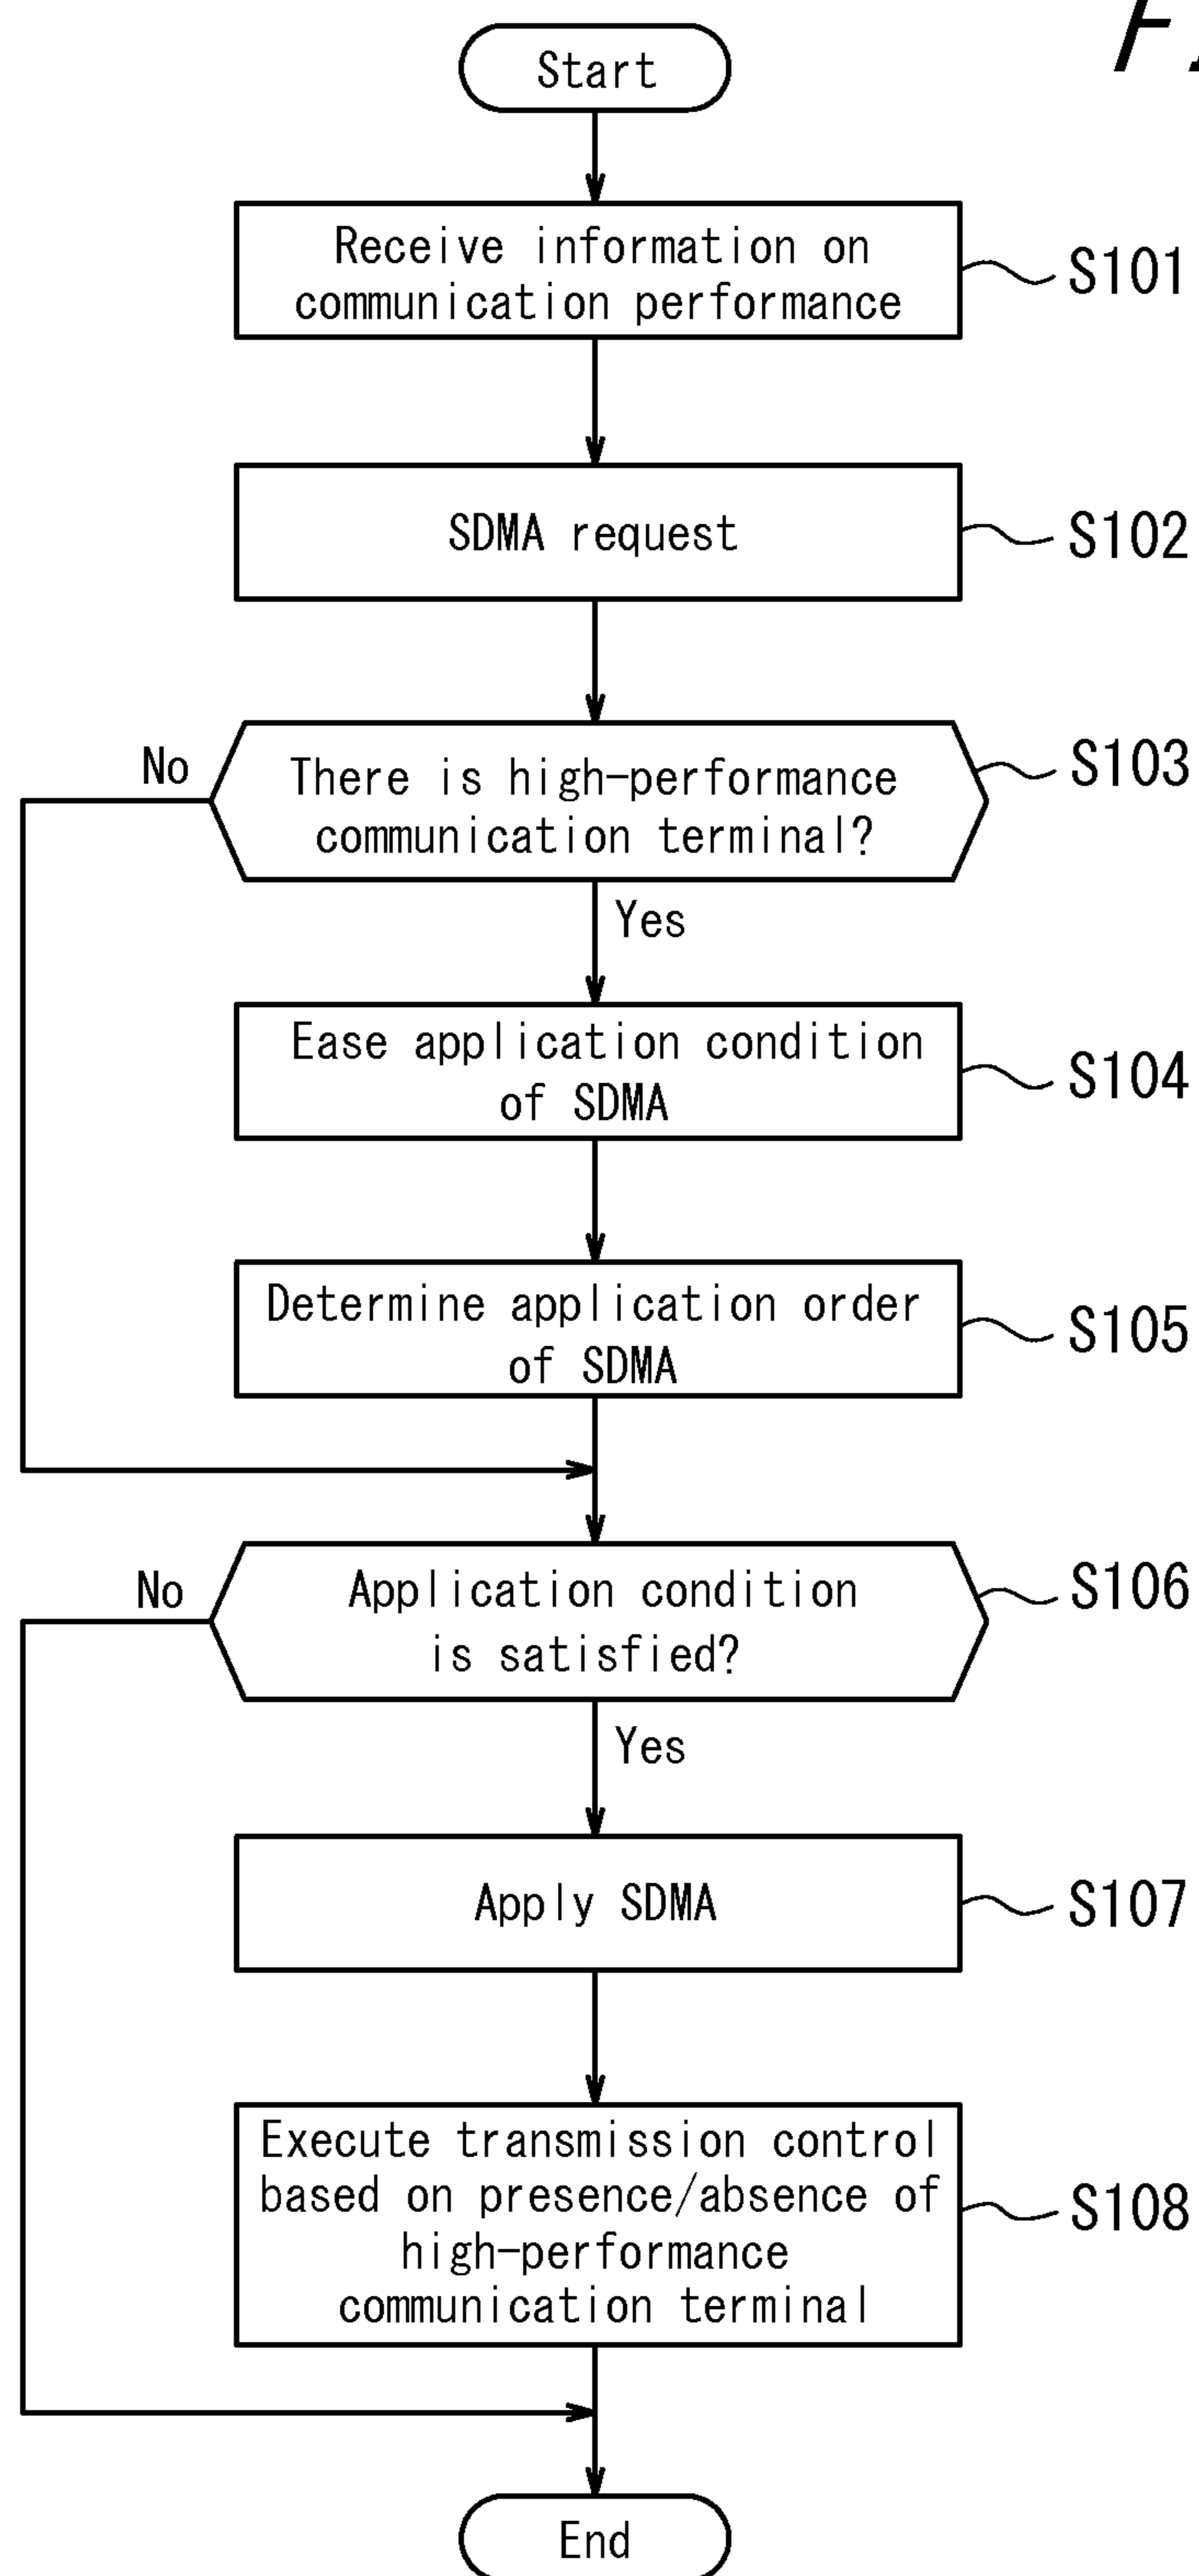 Start
Receive information on
communication performance
S101
SDMA request
S102
There is high-performance
communication terminal?
S103
No
Yes
Ease application condition
of SDMA
S104
Determine application order
of SDMA
S105
Application condition
is satisfied?
S106
No
Yes
Apply SDMA
S107
Execute transmission control
based on presence/absence of
high-performance
communication terminal
S108
End